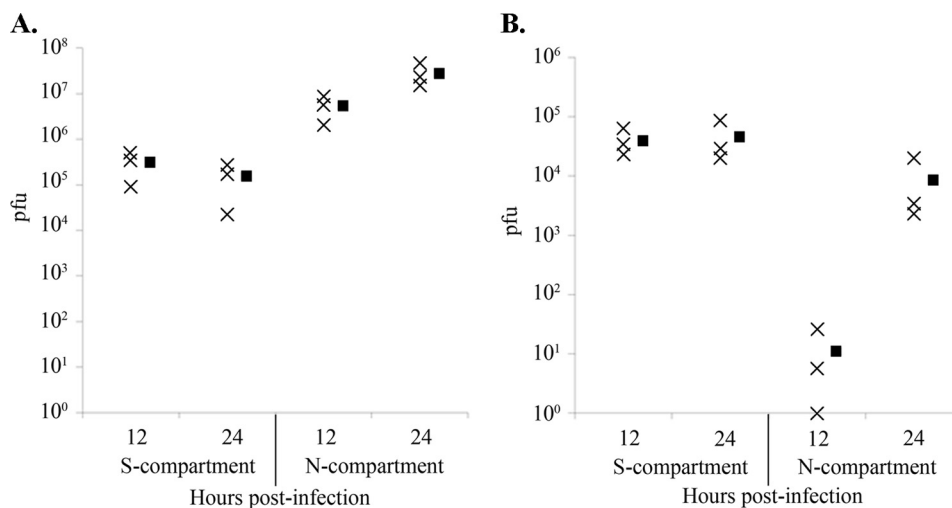 A.
10⁸
10⁷
10⁶
10⁵
10⁴
10³
10²
10¹
10⁰
pfu
12 24 12 24
S-compartment N-compartment
Hours post-infection
B.
10⁶
10⁵
10⁴
10³
10²
10¹
10⁰
pfu
12 24 12 24
S-compartment N-compartment
Hours post-infection